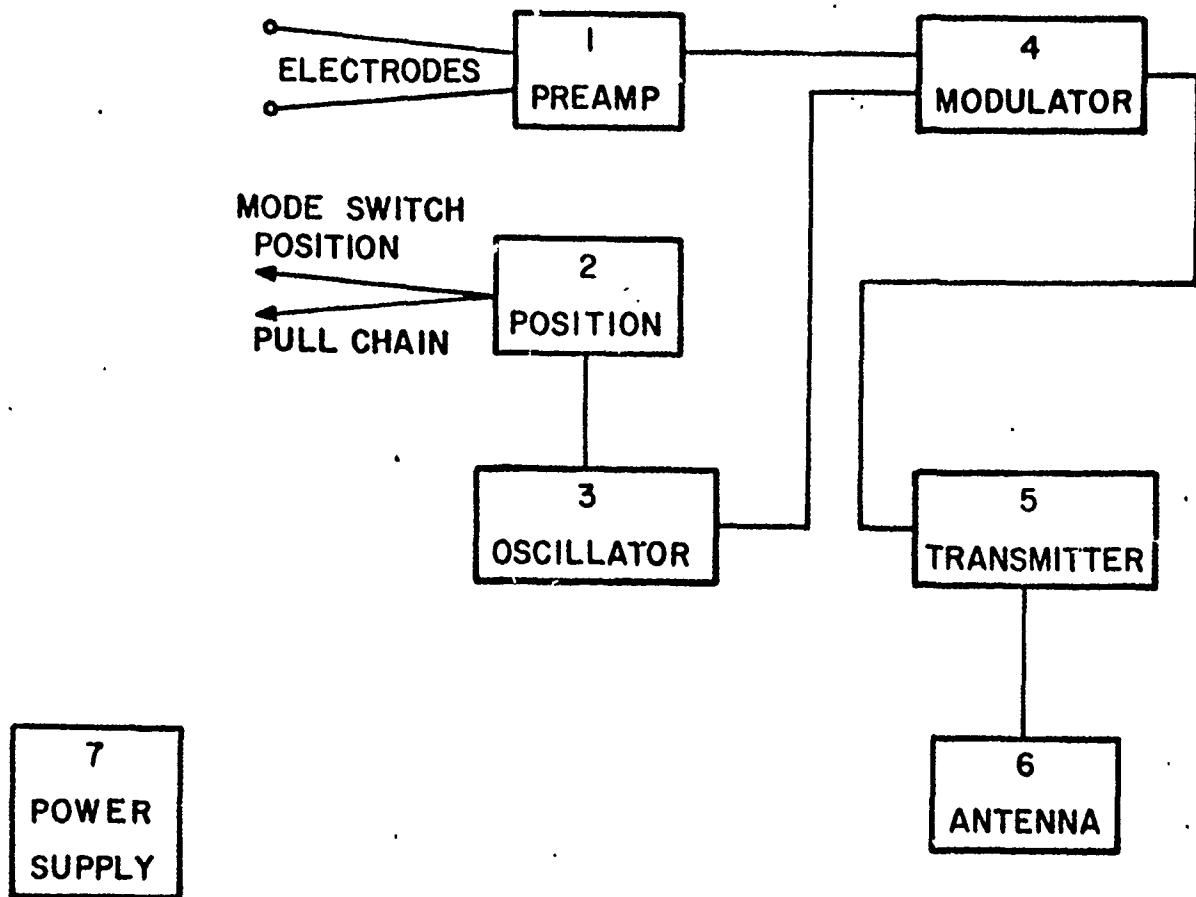 1
PREAMP
ELECTRODES
4
MODULATOR
MODE SWITCH
POSITION
PULL CHAIN
2
POSITION
3
OSCILLATOR
5
TRANSMITTER
6
ANTENNA
7
POWER
SUPPLY